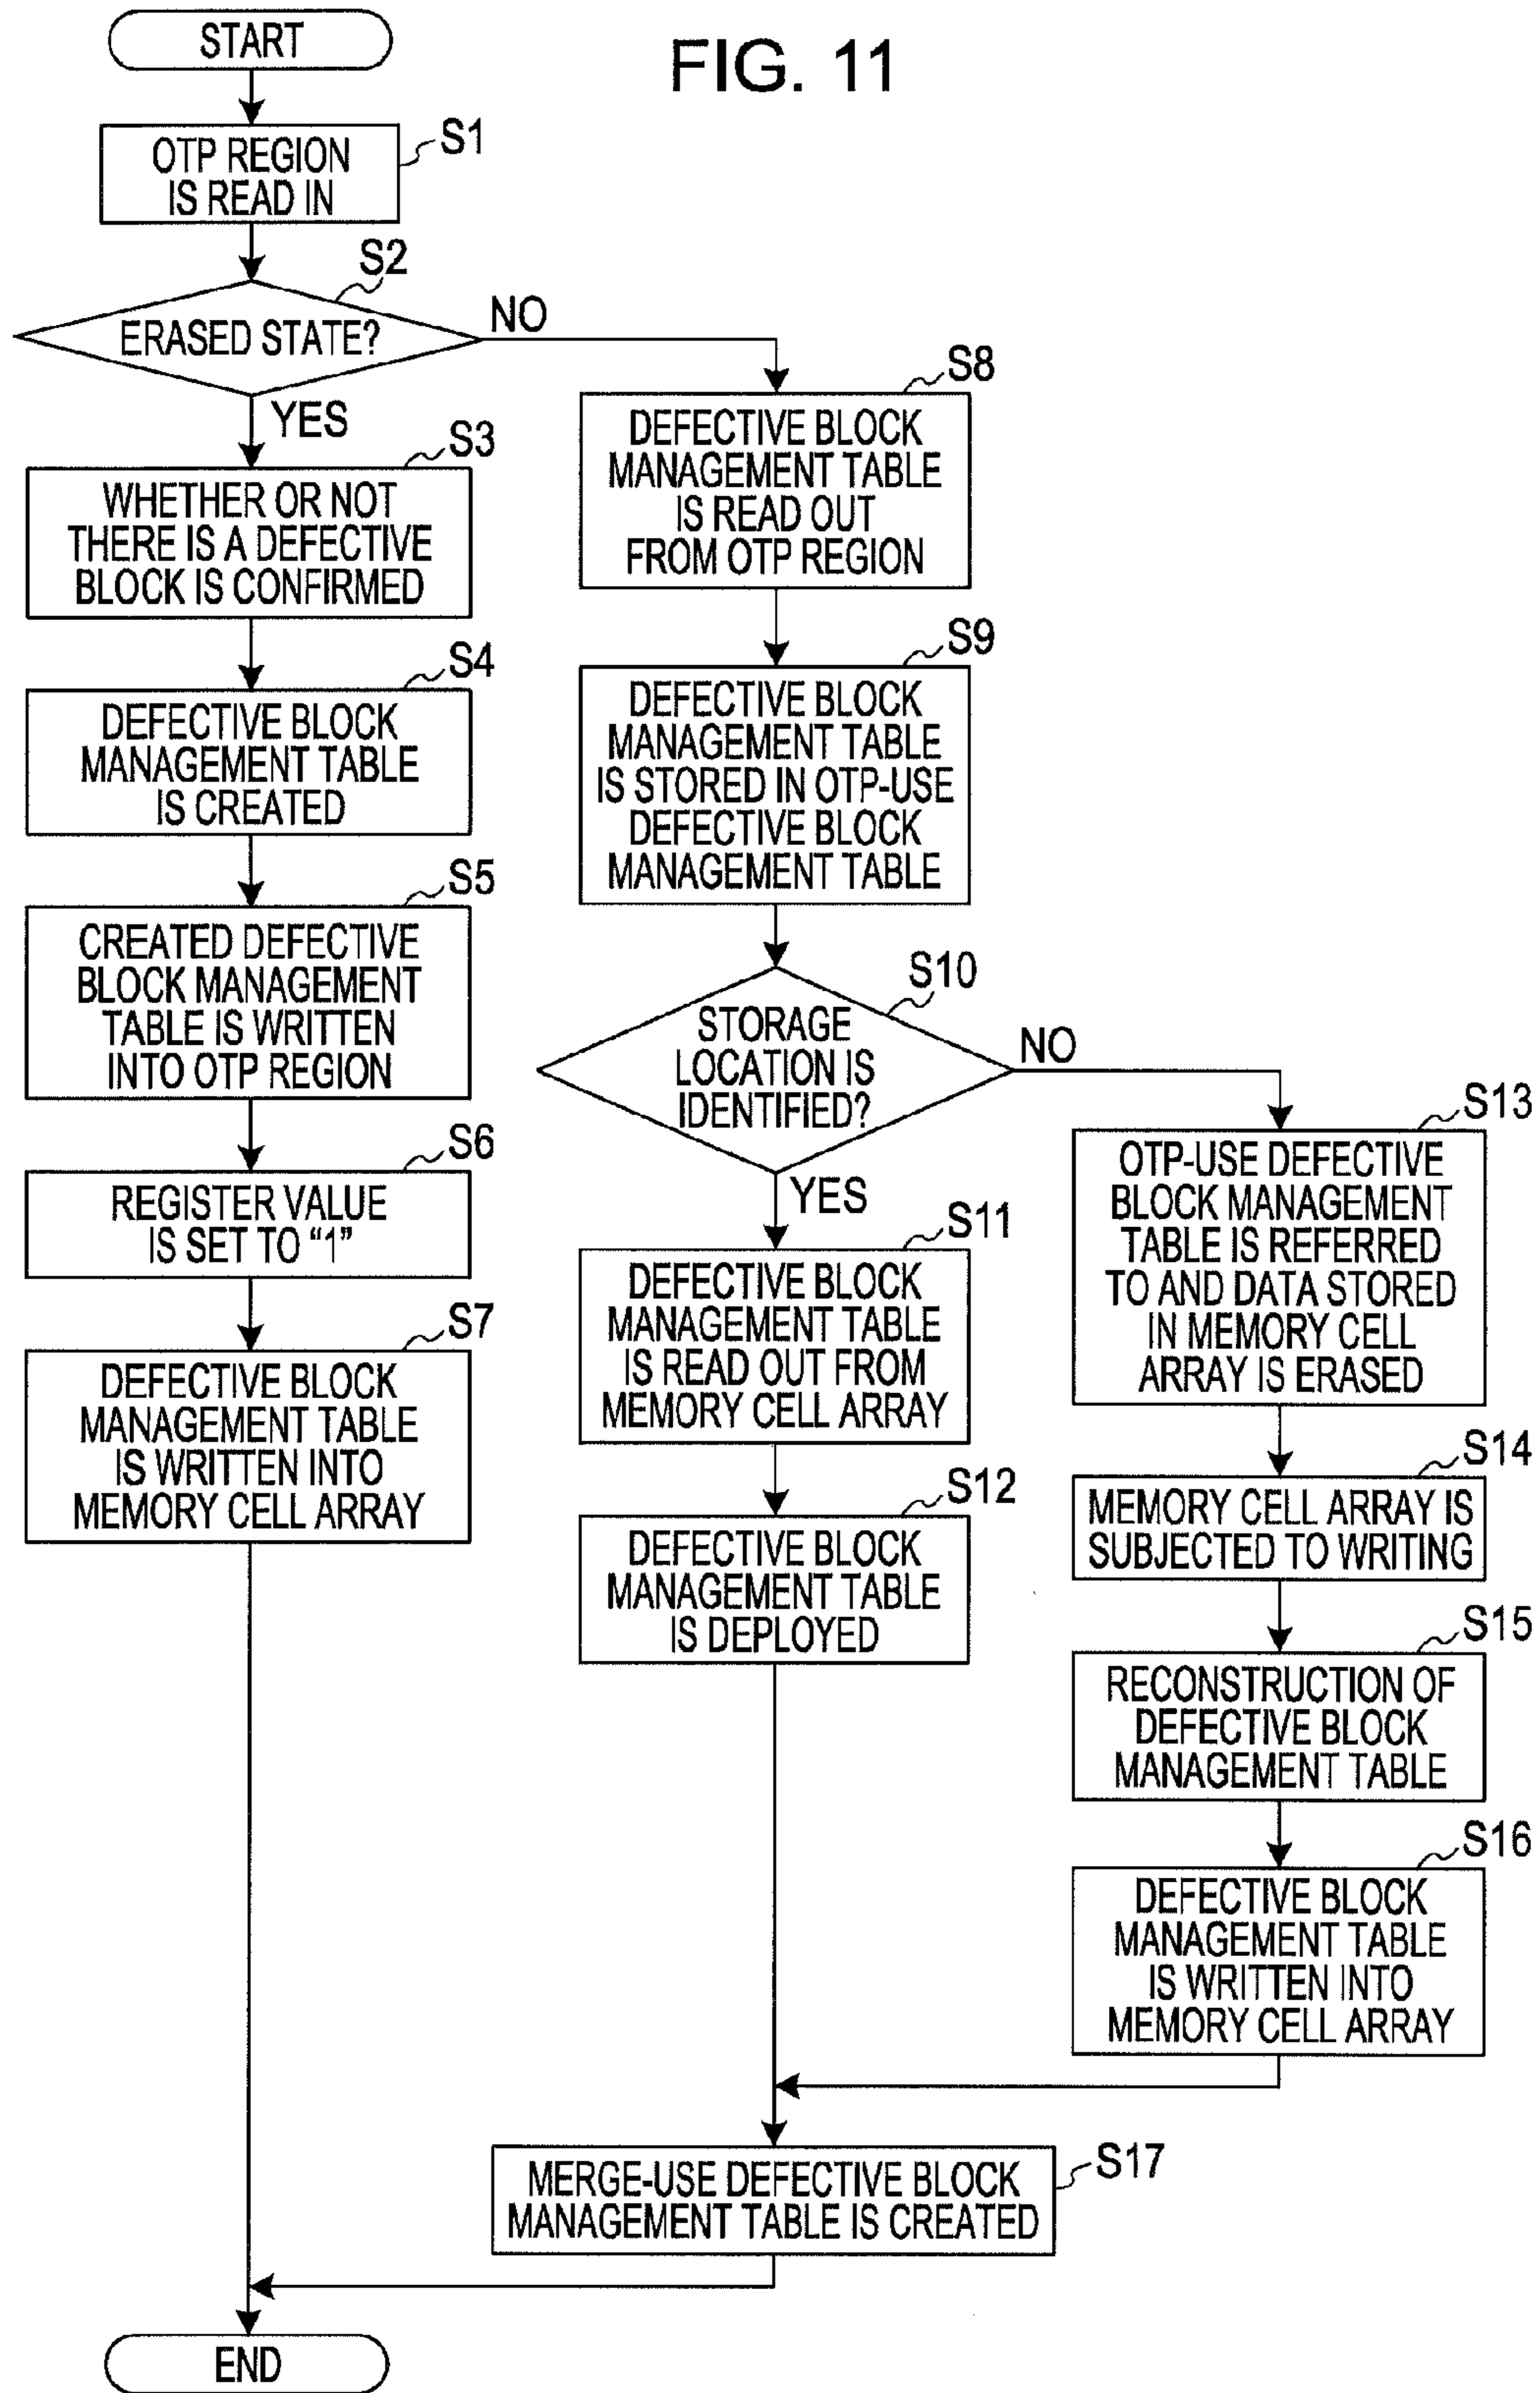 FIG. 11
START
S1
OTP REGION
IS READ IN
S2
ERASED STATE?
NO
YES
S3
WHETHER OR NOT
THERE IS A DEFECTIVE
BLOCK IS CONFIRMED
S4
DEFECTIVE BLOCK
MANAGEMENT TABLE
IS CREATED
S5
CREATED DEFECTIVE
BLOCK MANAGEMENT
TABLE IS WRITTEN
INTO OTP REGION
S6
REGISTER VALUE
IS SET TO “1”
S7
DEFECTIVE BLOCK
MANAGEMENT TABLE
IS WRITTEN INTO
MEMORY CELL ARRAY
S8
DEFECTIVE BLOCK
MANAGEMENT TABLE
IS READ OUT
FROM OTP REGION
S9
DEFECTIVE BLOCK
MANAGEMENT TABLE
IS STORED IN OTP-USE
DEFECTIVE BLOCK
MANAGEMENT TABLE
S10
STORAGE
LOCATION IS
IDENTIFIED?
NO
YES
S11
DEFECTIVE BLOCK
MANAGEMENT TABLE
IS READ OUT FROM
MEMORY CELL ARRAY
S12
DEFECTIVE BLOCK
MANAGEMENT TABLE
IS DEPLOYED
S13
OTP-USE DEFECTIVE
BLOCK MANAGEMENT
TABLE IS REFERRED
TO AND DATA STORED
IN MEMORY CELL
ARRAY IS ERASED
S14
MEMORY CELL ARRAY IS
SUBJECTED TO WRITING
S15
RECONSTRUCTION OF
DEFECTIVE BLOCK
MANAGEMENT TABLE
S16
DEFECTIVE BLOCK
MANAGEMENT TABLE
IS WRITTEN INTO
MEMORY CELL ARRAY
S17
MERGE-USE DEFECTIVE BLOCK
MANAGEMENT TABLE IS CREATED
END